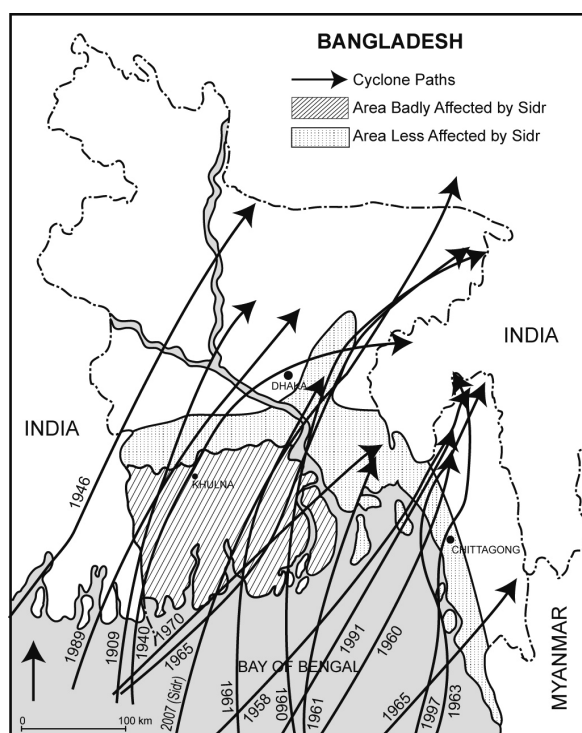 BANGLADESH
Cyclone Paths
Area Badly Affected by Sidr
Area Less Affected by Sidr
INDIA
DHAKA
INDIA
KHULNA
1946
CHITTAGONG
1989
1909
1940
1970
1965
BAY OF BENGAL
1991
1960
MYANMAR
2007 (Sidr)
1961
1958
1960
1961
1965
1997
1963
0
100 km